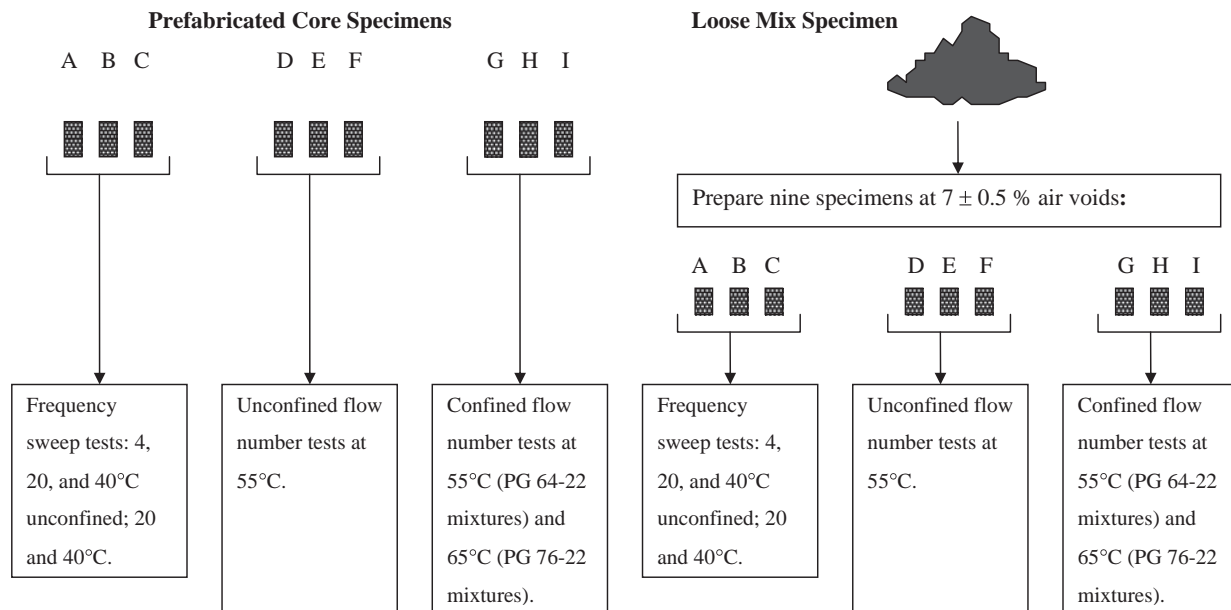 Prefabricated Core Specimens
A B C
D E F
G H I
Frequency
sweep tests: 4,
20, and 40°C
unconfined; 20
and 40°C.
Unconfined flow
number tests at
55°C.
Confined flow
number tests at
55°C (PG 64-22
mixtures) and
65°C (PG 76-22
mixtures).
Loose Mix Specimen
Prepare nine specimens at 7 ± 0.5 % air voids:
A B C
D E F
G H I
Frequency
sweep tests: 4,
20, and 40°C
unconfined; 20
and 40°C.
Unconfined flow
number tests at
55°C.
Confined flow
number tests at
55°C (PG 64-22
mixtures) and
65°C (PG 76-22
mixtures).